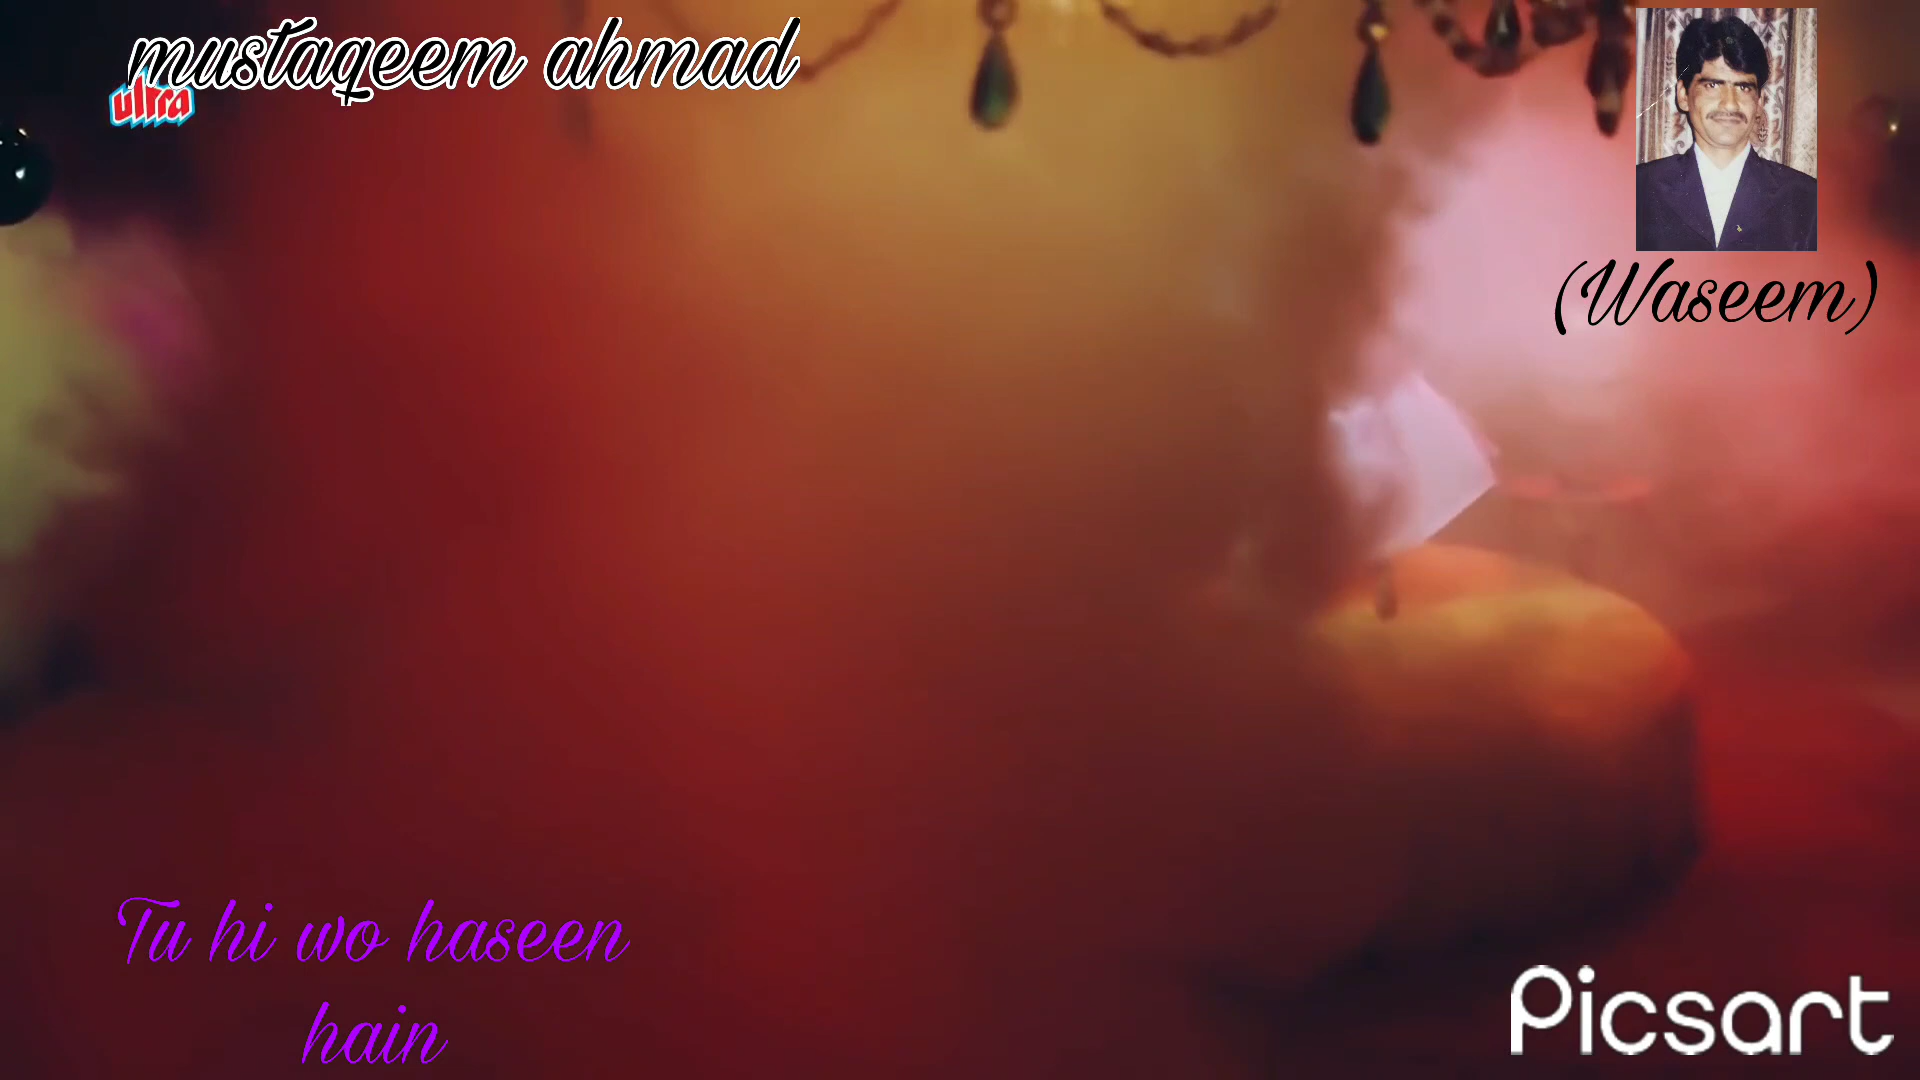 mustaqeem ahmad
ultra
(Waseem)
Tu hi wo haseen
hain
Picsart